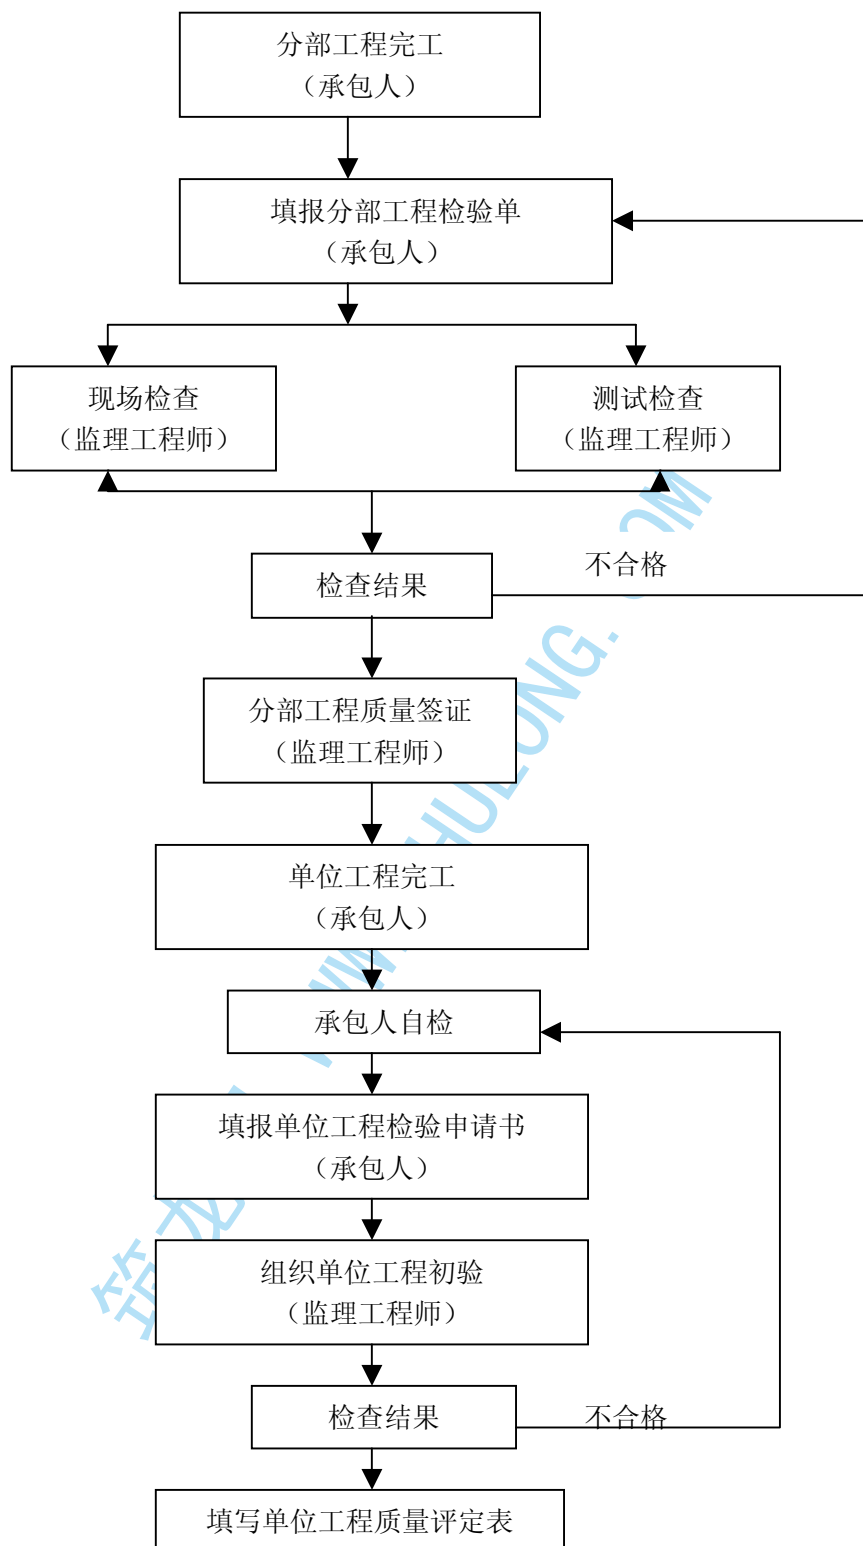 分部工程完工
（承包人）
填报分部工程检验单
（承包人）
现场检查
（监理工程师）
测试检查
（监理工程师）
不合格
检查结果
分部工程质量签证
（监理工程师）
单位工程完工
（承包人）
承包人自检
填报单位工程检验申请书
（承包人）
组织单位工程初验
（监理工程师）
检查结果
不合格
填写单位工程质量评定表